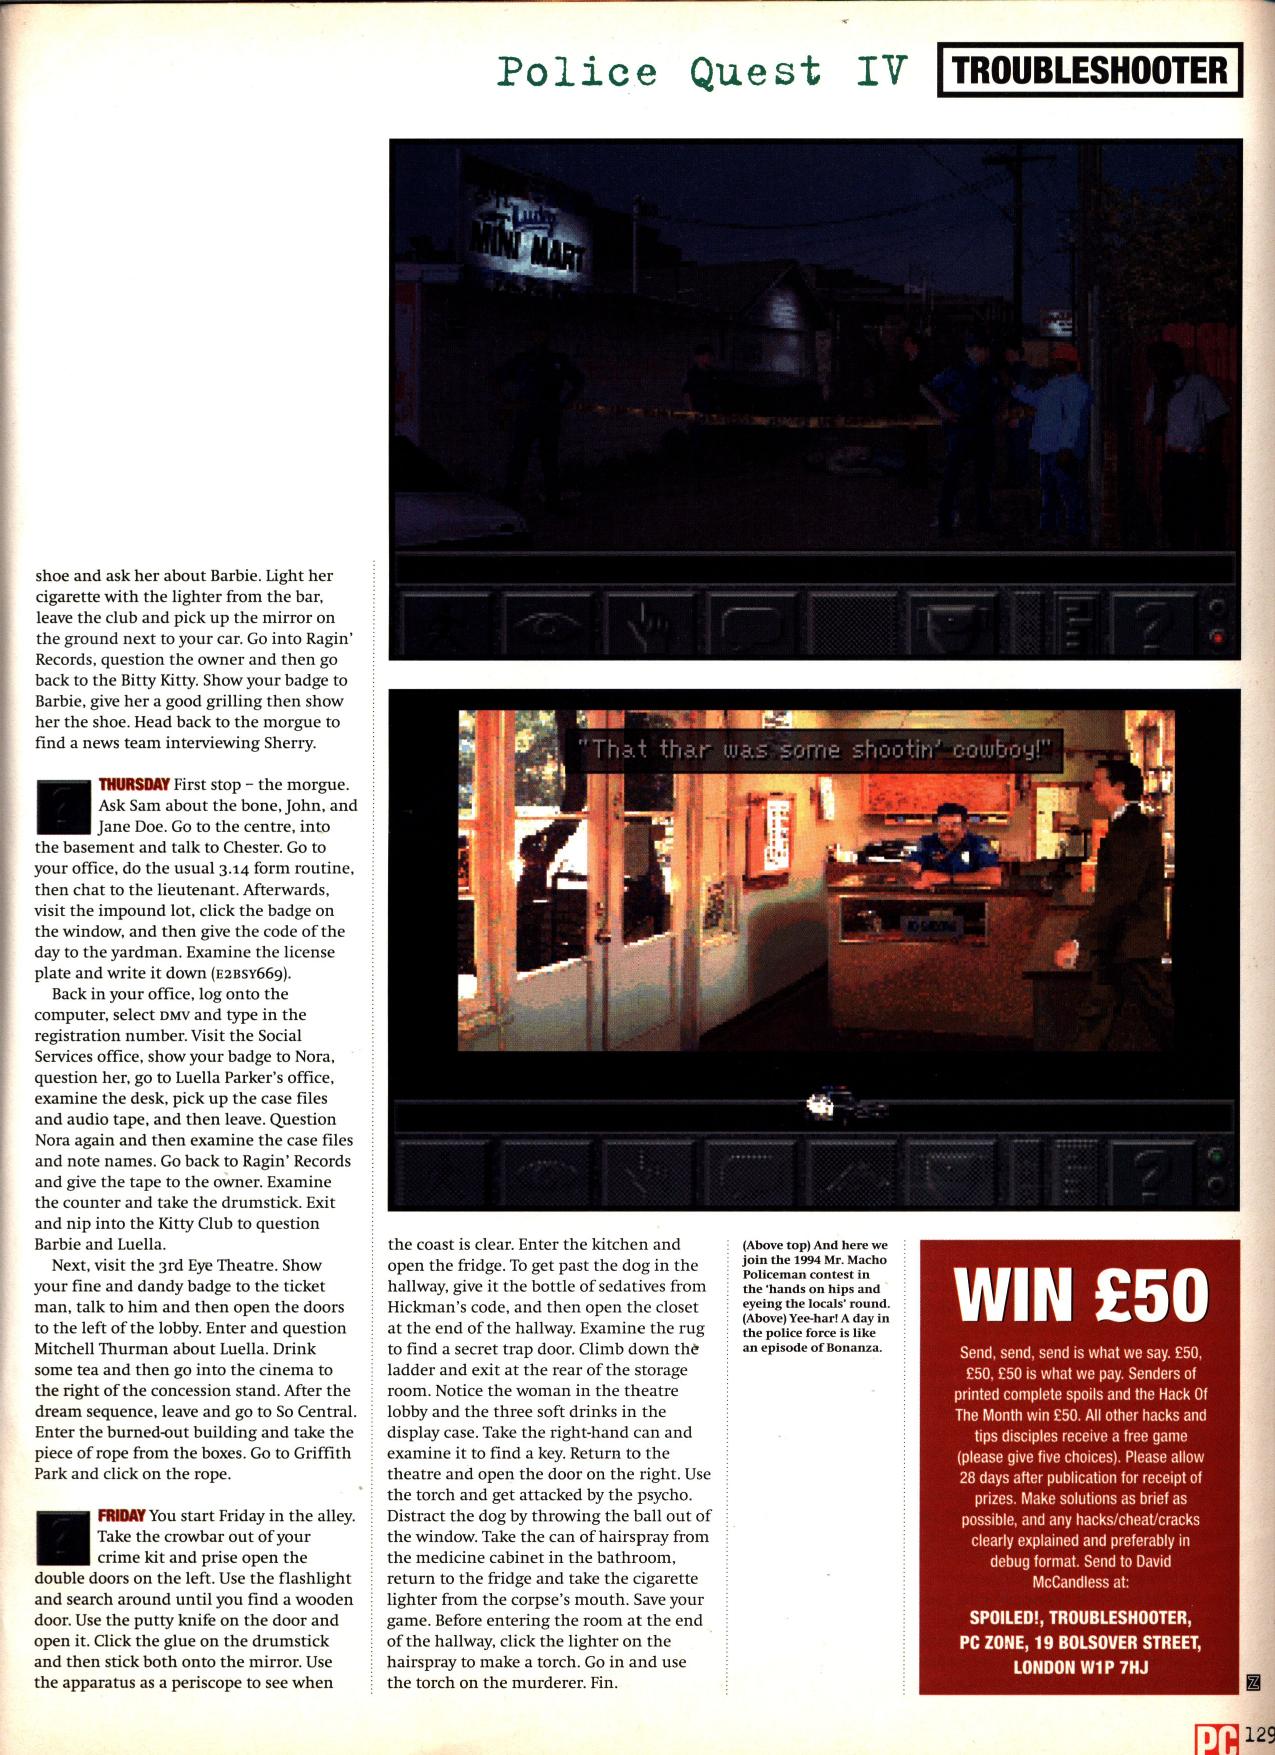 Police Quest IV TROUBLESHOOTER
Lucky
MINI MART
shoe and ask her about Barbie. Light her
cigarette with the lighter from the bar,
leave the club and pick up the mirror on
the ground next to your car. Go into Ragin'
Records, question the owner and then go
back to the Bitty Kitty. Show your badge to
Barbie, give her a good grilling then show
her the shoe. Head back to the morgue to
find a news team interviewing Sherry.
THURSDAY First stop – the morgue.
Ask Sam about the bone, John, and
Jane Doe. Go to the centre, into
the basement and talk to Chester. Go to
your office, do the usual 3.14 form routine,
then chat to the lieutenant. Afterwards,
visit the impound lot, click the badge on
the window, and then give the code of the
day to the yardman. Examine the license
plate and write it down (E2BSY669).
Back in your office, log onto the
computer, select DMV and type in the
registration number. Visit the Social
Services office, show your badge to Nora,
question her, go to Luella Parker's office,
examine the desk, pick up the case files
and audio tape, and then leave. Question
Nora again and then examine the case files
and note names. Go back to Ragin' Records
and give the tape to the owner. Examine
the counter and take the drumstick. Exit
and nip into the Kitty Club to question
Barbie and Luella.
Next, visit the 3rd Eye Theatre. Show
your fine and dandy badge to the ticket
man, talk to him and then open the doors
to the left of the lobby. Enter and question
Mitchell Thurman about Luella. Drink
some tea and then go into the cinema to
the right of the concession stand. After the
dream sequence, leave and go to So Central.
Enter the burned-out building and take the
piece of rope from the boxes. Go to Griffith
Park and click on the rope.
FRIDAY You start Friday in the alley.
Take the crowbar out of your
crime kit and prise open the
double doors on the left. Use the flashlight
and search around until you find a wooden
door. Use the putty knife on the door and
open it. Click the glue on the drumstick
and then stick both onto the mirror. Use
the apparatus as a periscope to see when
"That thar was some shootin' cowboy!"
NO SMOKING
the coast is clear. Enter the kitchen and
open the fridge. To get past the dog in the
hallway, give it the bottle of sedatives from
Hickman's code, and then open the closet
at the end of the hallway. Examine the rug
to find a secret trap door. Climb down the
ladder and exit at the rear of the storage
room. Notice the woman in the theatre
lobby and the three soft drinks in the
display case. Take the right-hand can and
examine it to find a key. Return to the
theatre and open the door on the right. Use
the torch and get attacked by the psycho.
Distract the dog by throwing the ball out of
the window. Take the can of hairspray from
the medicine cabinet in the bathroom,
return to the fridge and take the cigarette
lighter from the corpse's mouth. Save your
game. Before entering the room at the end
of the hallway, click the lighter on the
hairspray to make a torch. Go in and use
the torch on the murderer. Fin.
(Above top) And here we
join the 1994 Mr. Macho
Policeman contest in
the 'hands on hips and
eyeing the locals' round.
(Above) Yee-har! A day in
the police force is like
an episode of Bonanza.
WIN £50
Send, send, send is what we say. £50,
£50, £50 is what we pay. Senders of
printed complete spoils and the Hack Of
The Month win £50. All other hacks and
tips disciples receive a free game
(please give five choices). Please allow
28 days after publication for receipt of
prizes. Make solutions as brief as
possible, and any hacks/cheat/cracks
clearly explained and preferably in
debug format. Send to David
McCandless at:
SPOILED!, TROUBLESHOOTER,
PC ZONE, 19 BOLSOVER STREET,
LONDON W1P 7HJ
Z
PC 129